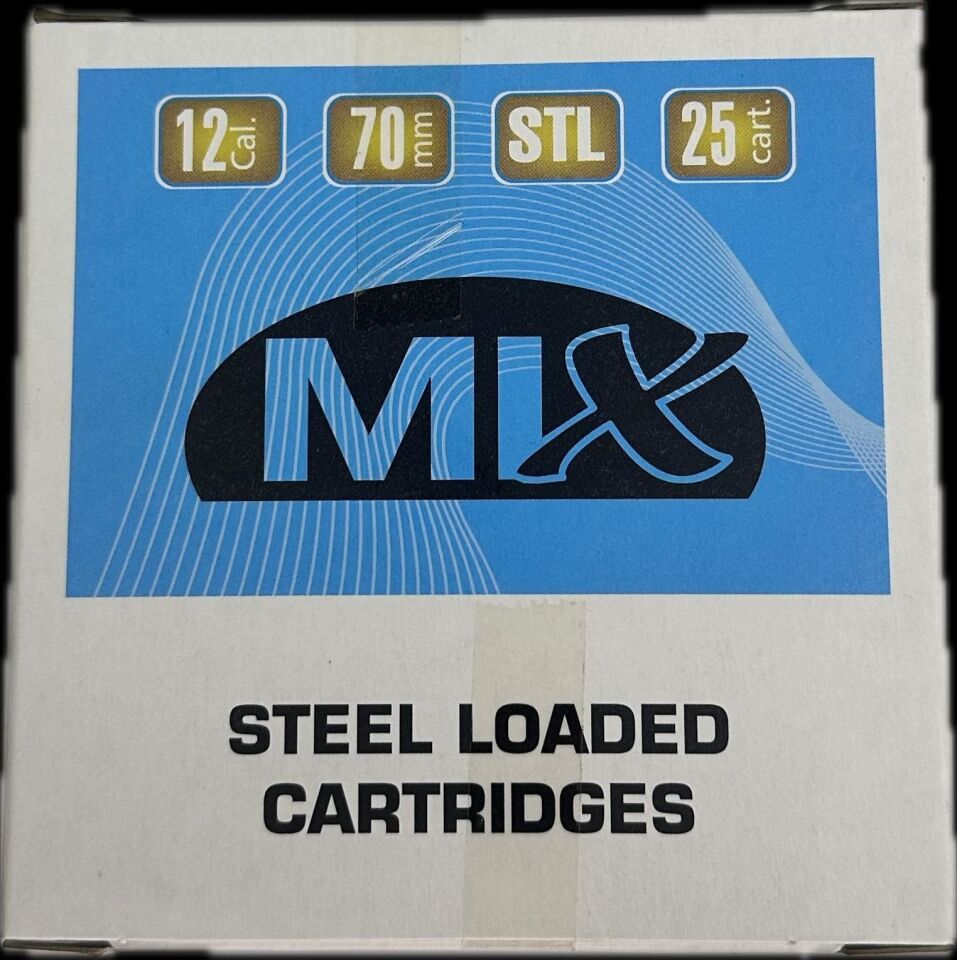 12 Cal. 70 mm STL 25 cart.
MIX
STEEL LOADED
CARTRIDGES